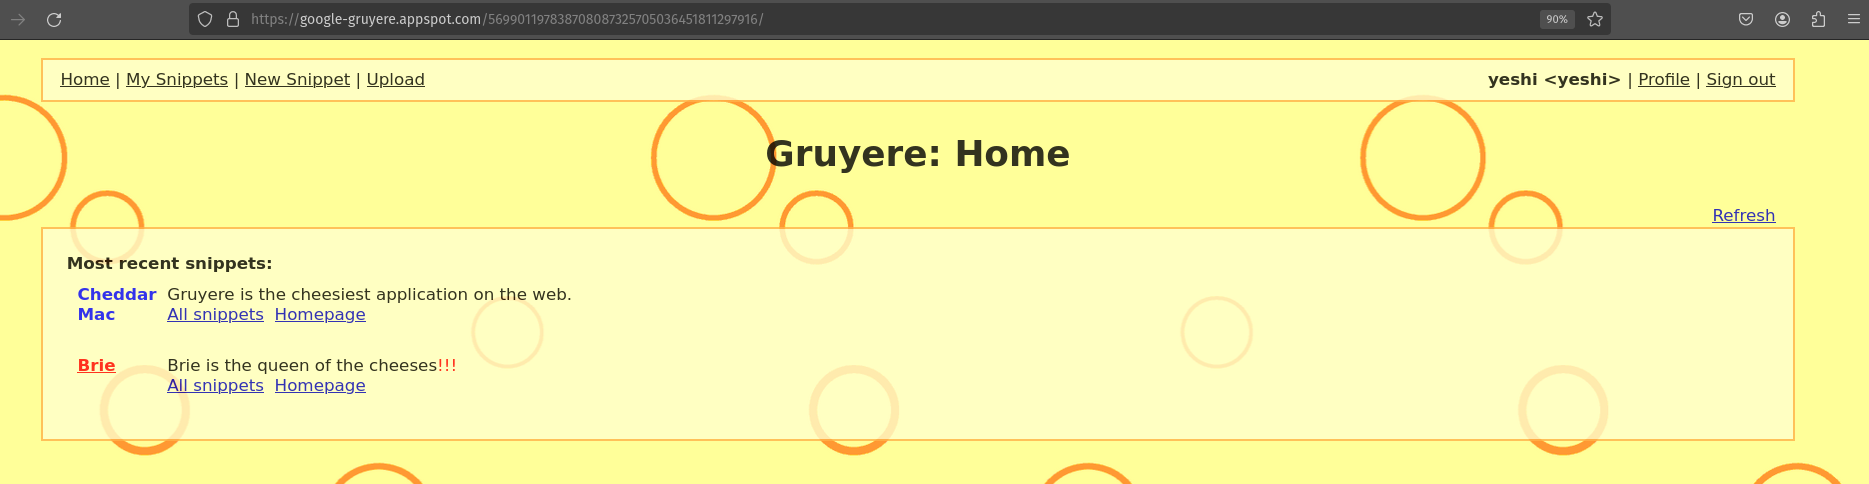 https://google-gruyere.appspot.com/569901197838708087325705036451811297916/
90%
Home | My Snippets | New Snippet | Upload
yeshi <yeshi> | Profile | Sign out
Gruyere: Home
Refresh
Most recent snippets:
Cheddar Mac
Gruyere is the cheesiest application on the web.
All snippets Homepage
Brie
Brie is the queen of the cheeses!!!
All snippets Homepage